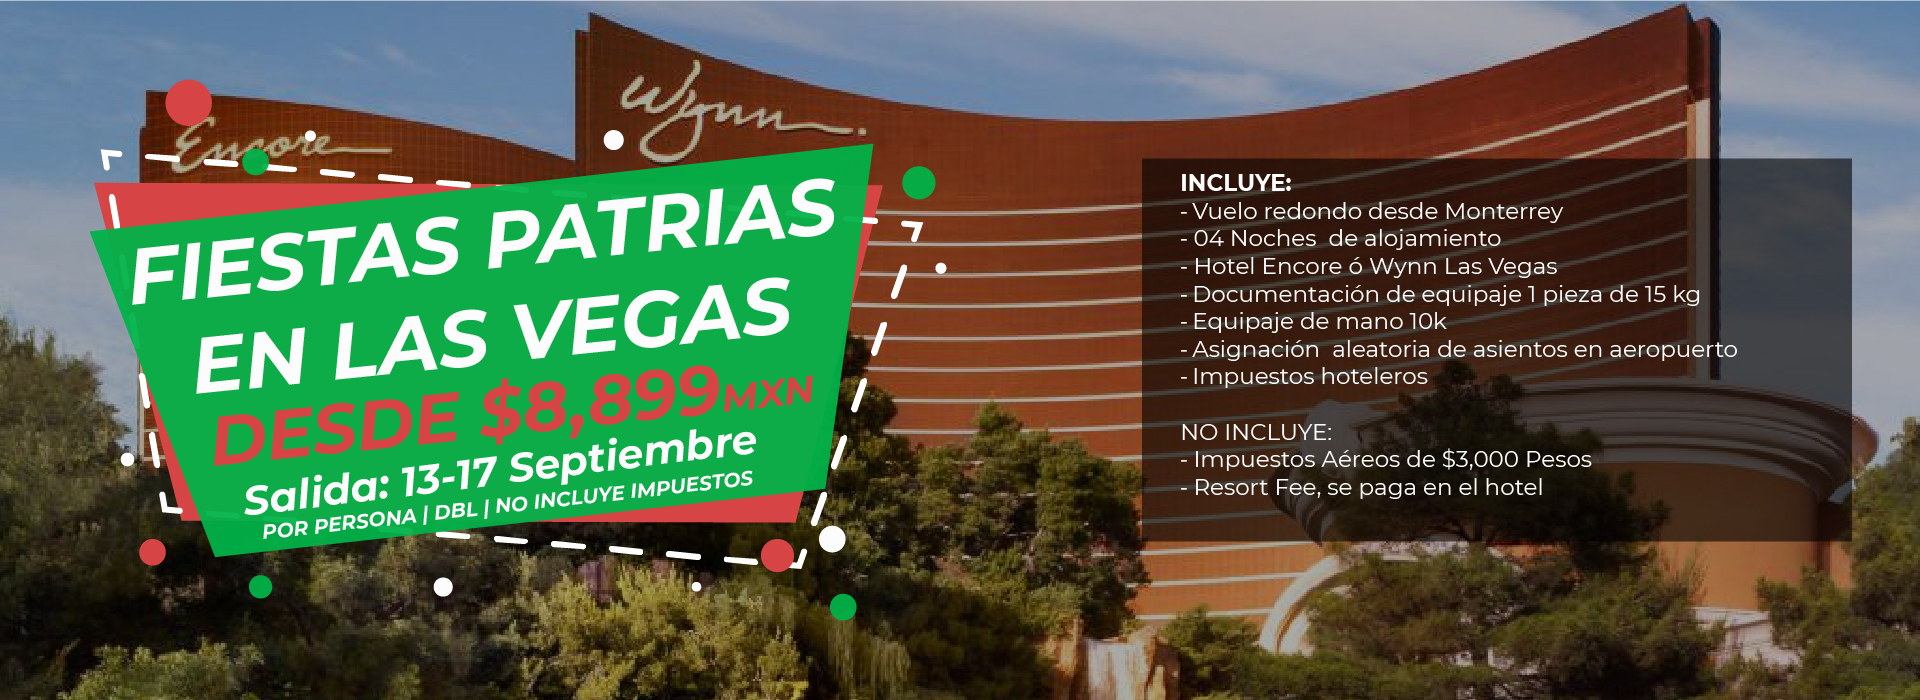 Encore
Wynn.
FIESTAS PATRIAS
EN LAS VEGAS
DESDE $8,899MXN
Salida: 13-17 Septiembre
POR PERSONA | DBL | NO INCLUYE IMPUESTOS
INCLUYE:
- Vuelo redondo desde Monterrey
- 04 Noches  de alojamiento
- Hotel Encore ó Wynn Las Vegas
- Documentación de equipaje 1 pieza de 15 kg
- Equipaje de mano 10k
- Asignación  aleatoria de asientos en aeropuerto
- Impuestos hoteleros
NO INCLUYE:
- Impuestos Aéreos de $3,000 Pesos
- Resort Fee, se paga en el hotel